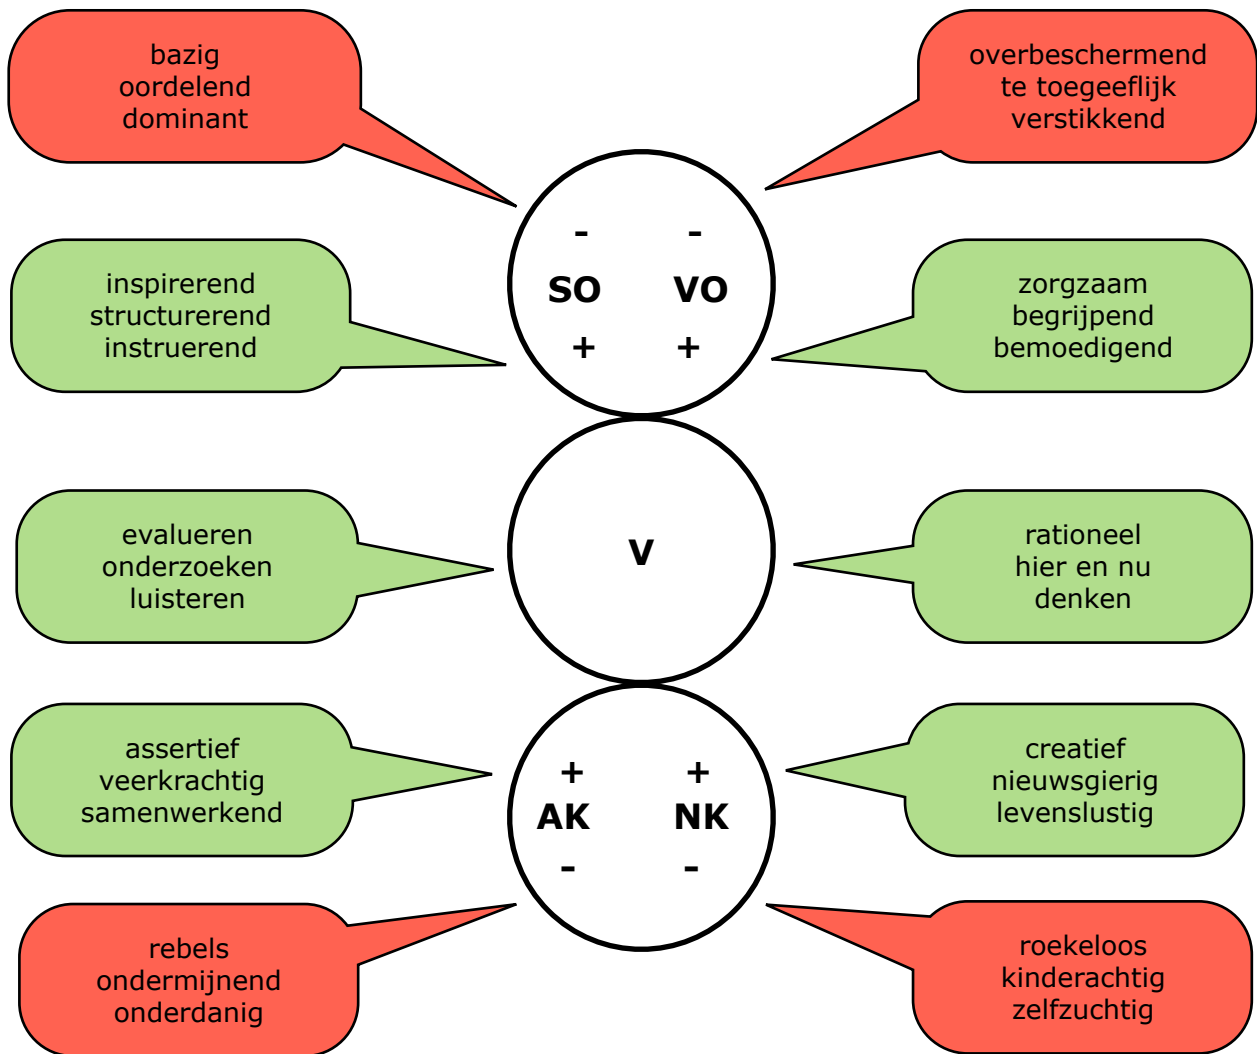 bazig
oordelend
dominant
overbeschermend
te toegeeflijk
verstikkend
- -
SO VO
+ +
inspirerend
structurerend
instruerend
zorgzaam
begrijpend
bemoedigend
evalueren
onderzoeken
luisteren
V
rationeel
hier en nu
denken
assertief
veerkrachtig
samenwerkend
+ +
AK NK
- -
creatief
nieuwsgierig
levenslustig
rebels
ondermijnend
onderdanig
roekeloos
kinderachtig
zelfzuchtig